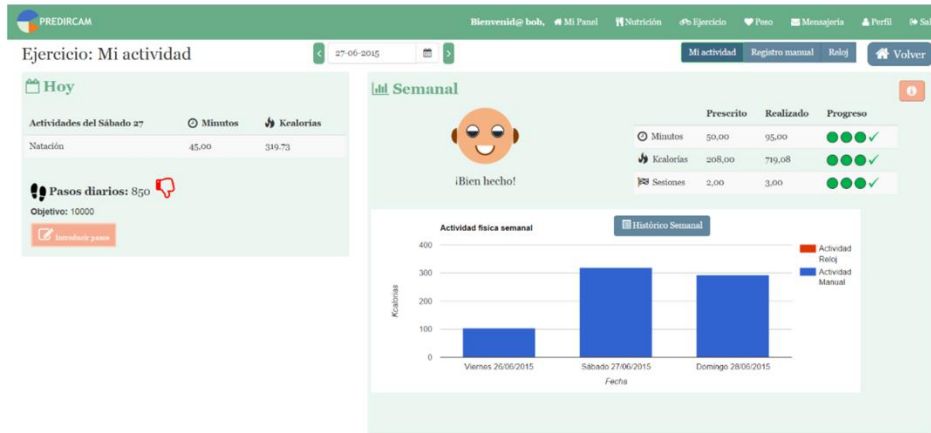 PREDIRCAM
Bienvenid@ bob, Mi Panel Nutrición Ejercicio Peso Mensajería Perfil Sal
Ejercicio: Mi actividad
27-06-2015
Mi actividad Registro manual Reloj
Volver
Hoy
Actividades del Sábado 27 Minutos Kcalorías
Natación 45,00 319.73
Pasos diarios: 850
Objetivo: 10000
Introducir pasos
Semanal
¡Bien hecho!
Prescrito Realizado Progreso
Minutos 50,00 95,00
Kcalorías 208,00 719,08
Sesiones 2,00 3,00
Actividad física semanal
Histórico Semanal
Actividad
Reloj
Actividad
Manual
Kcalorías
400
300
200
100
0
Viernes 26/06/2015 Sábado 27/06/2015 Domingo 28/06/2015
Fecha